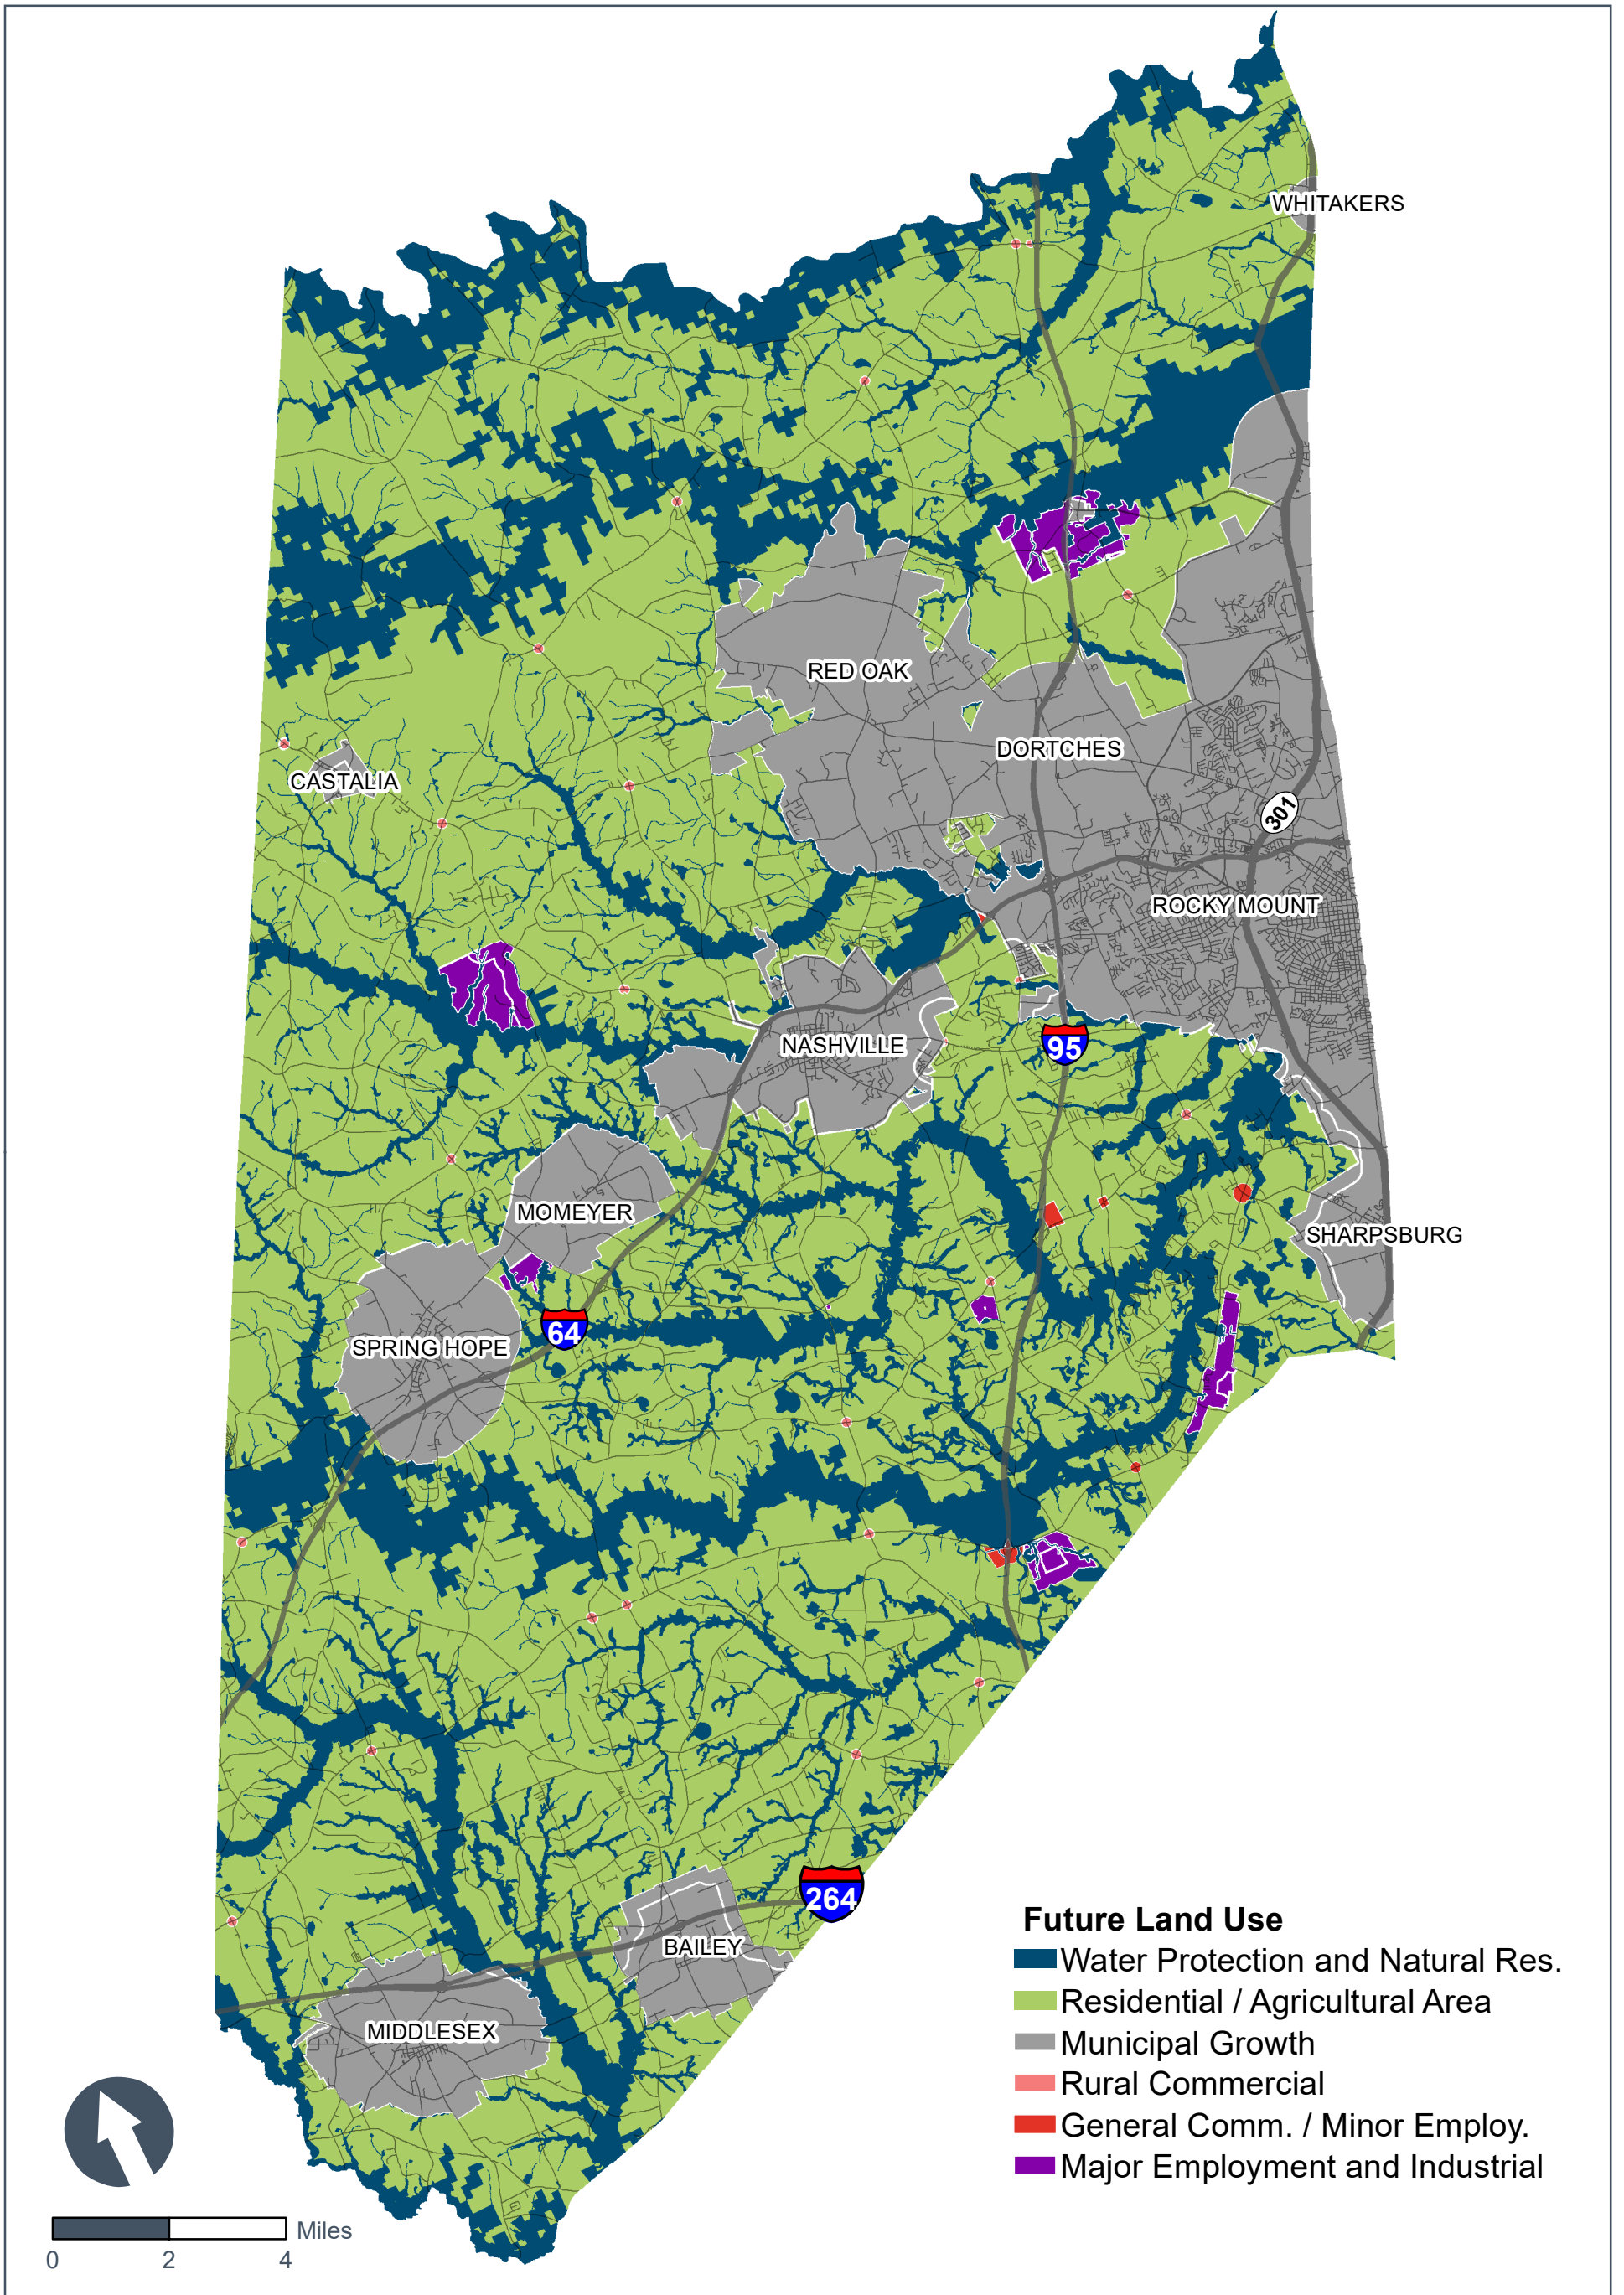 WHITAKERS
RED OAK
DORTCHES
CASTALIA
301
ROCKY MOUNT
NASHVILLE
95
MOMEYER
SHARPSBURG
64
SPRING HOPE
264
BAILEY
MIDDLESEX
Future Land Use
Water Protection and Natural Res.
Residential / Agricultural Area
Municipal Growth
Rural Commercial
General Comm. / Minor Employ.
Major Employment and Industrial
Miles
0 2 4